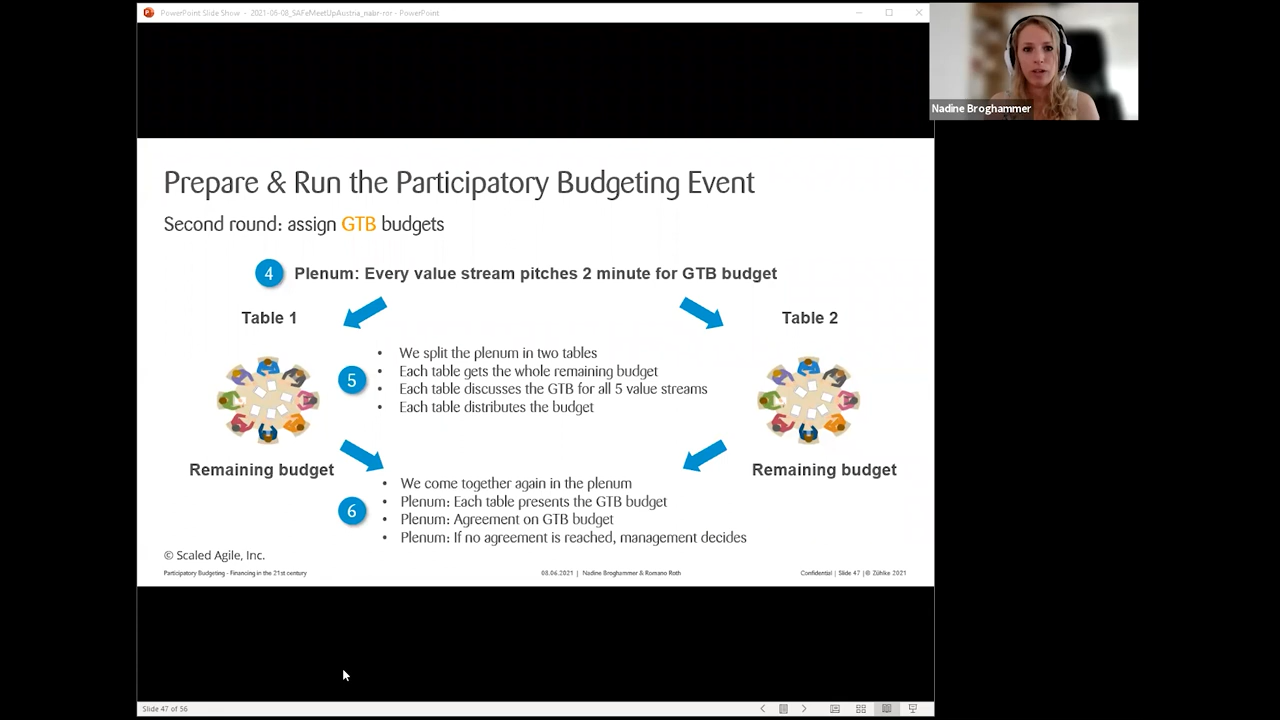 PowerPoint Slide Show - 2021-06-08_SAFeMeetUpAustria_nabr-ror - PowerPoint
Nadine Broghammer
Prepare & Run the Participatory Budgeting Event
Second round: assign GTB budgets
4 Plenum: Every value stream pitches 2 minute for GTB budget
Table 1
Table 2
5
• We split the plenum in two tables
• Each table gets the whole remaining budget
• Each table discusses the GTB for all 5 value streams
• Each table distributes the budget
Remaining budget
Remaining budget
6
• We come together again in the plenum
• Plenum: Each table presents the GTB budget
• Plenum: Agreement on GTB budget
• Plenum: If no agreement is reached, management decides
© Scaled Agile, Inc.
Participatory Budgeting - Financing in the 21st century
08.06.2021 | Nadine Broghammer & Romano Roth
Confidential | Slide 47 | © Zühlke 2021
Slide 47 of 56